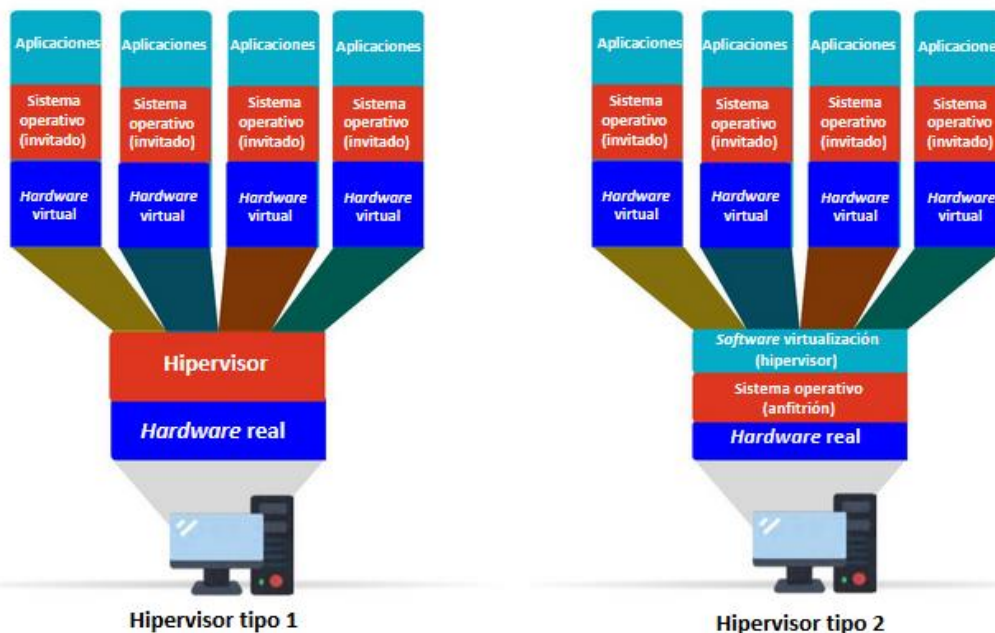 Aplicaciones
Aplicaciones
Aplicaciones
Aplicaciones
Sistema
operativo
(invitado)
Sistema
operativo
(invitado)
Sistema
operativo
(invitado)
Sistema
operativo
(invitado)
Hardware
virtual
Hardware
virtual
Hardware
virtual
Hardware
virtual
Hipervisor
Hardware real
Hipervisor tipo 1
Aplicaciones
Aplicaciones
Aplicaciones
Aplicacione
Sistema
operativo
(invitado)
Sistema
operativo
(invitado)
Sistema
operativo
(invitado)
Sistema
operativo
(invitado)
Hardware
virtual
Hardware
virtual
Hardware
virtual
Hardware
virtual
Software virtualización
(hipervisor)
Sistema operativo
(anfitrión)
Hardware real
Hipervisor tipo 2